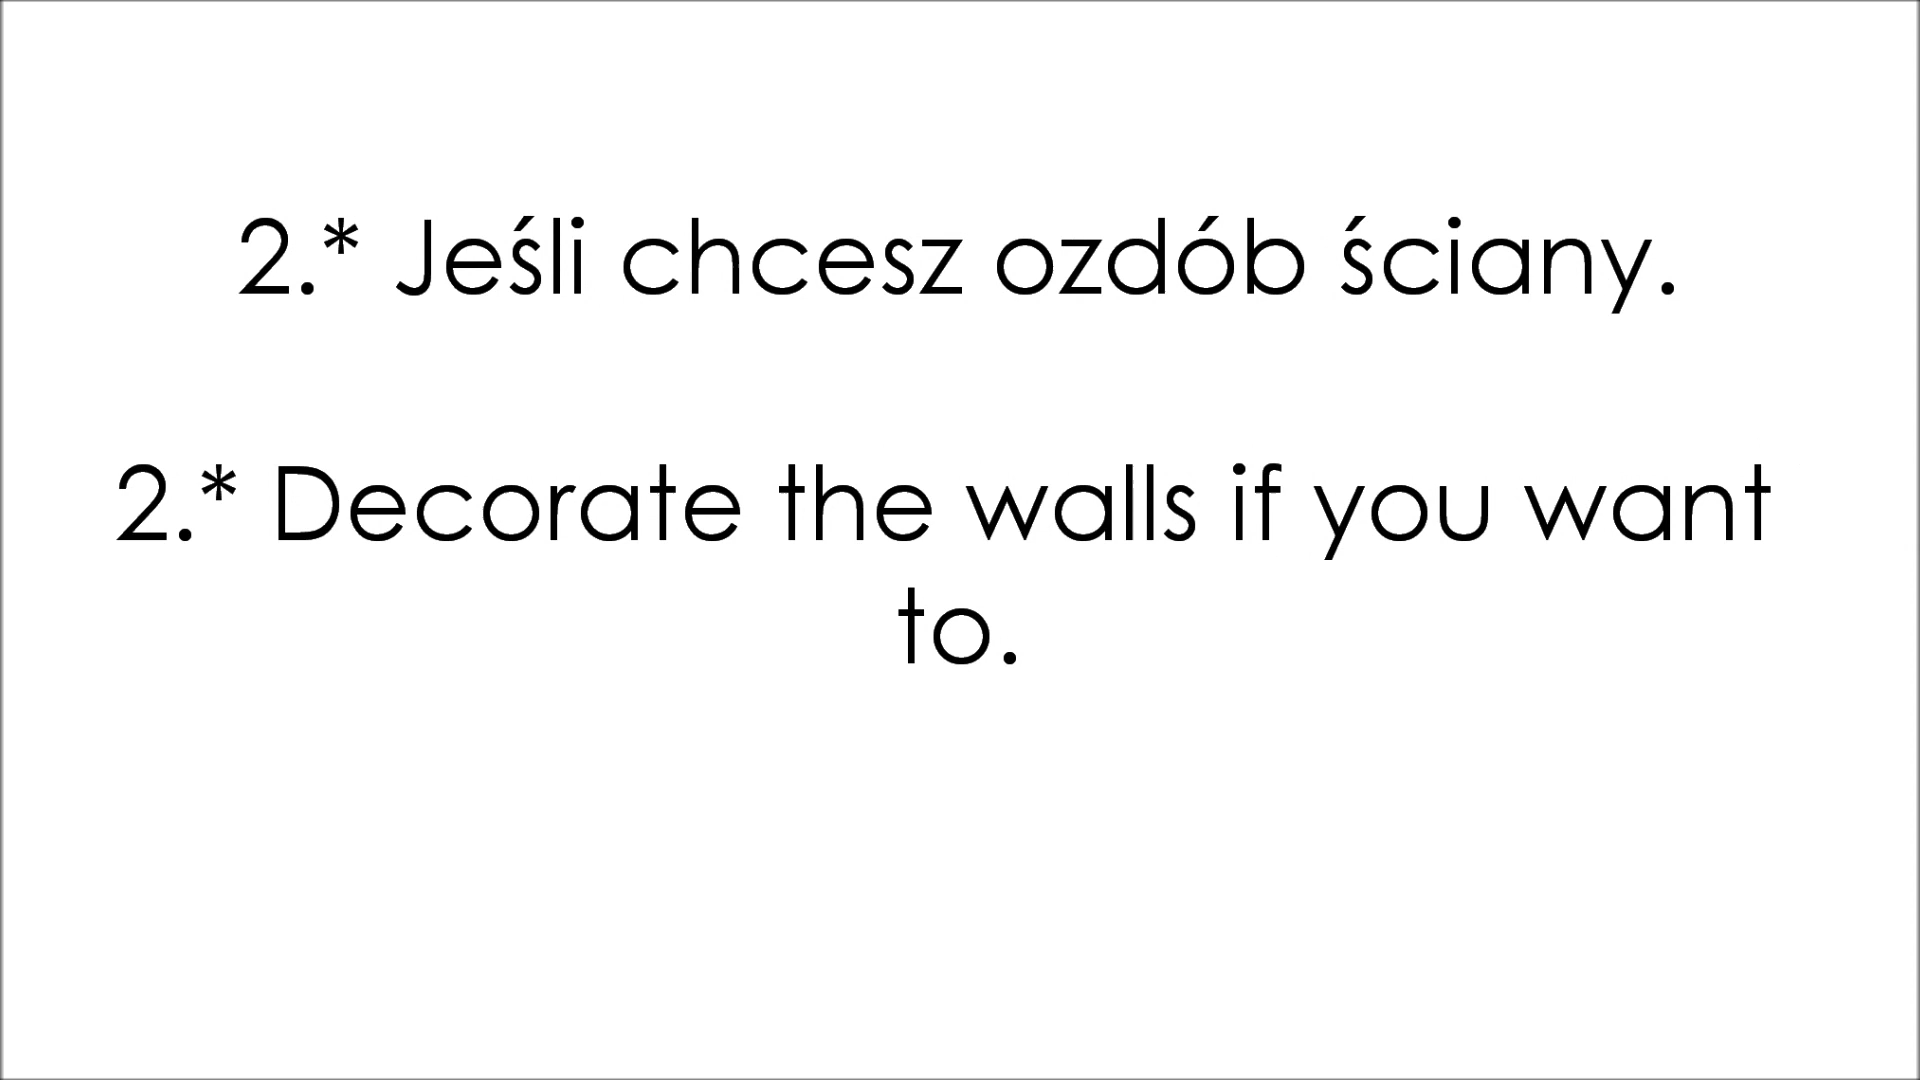 2.* Jeśli chcesz ozdób ściany.
2.* Decorate the walls if you want
to.